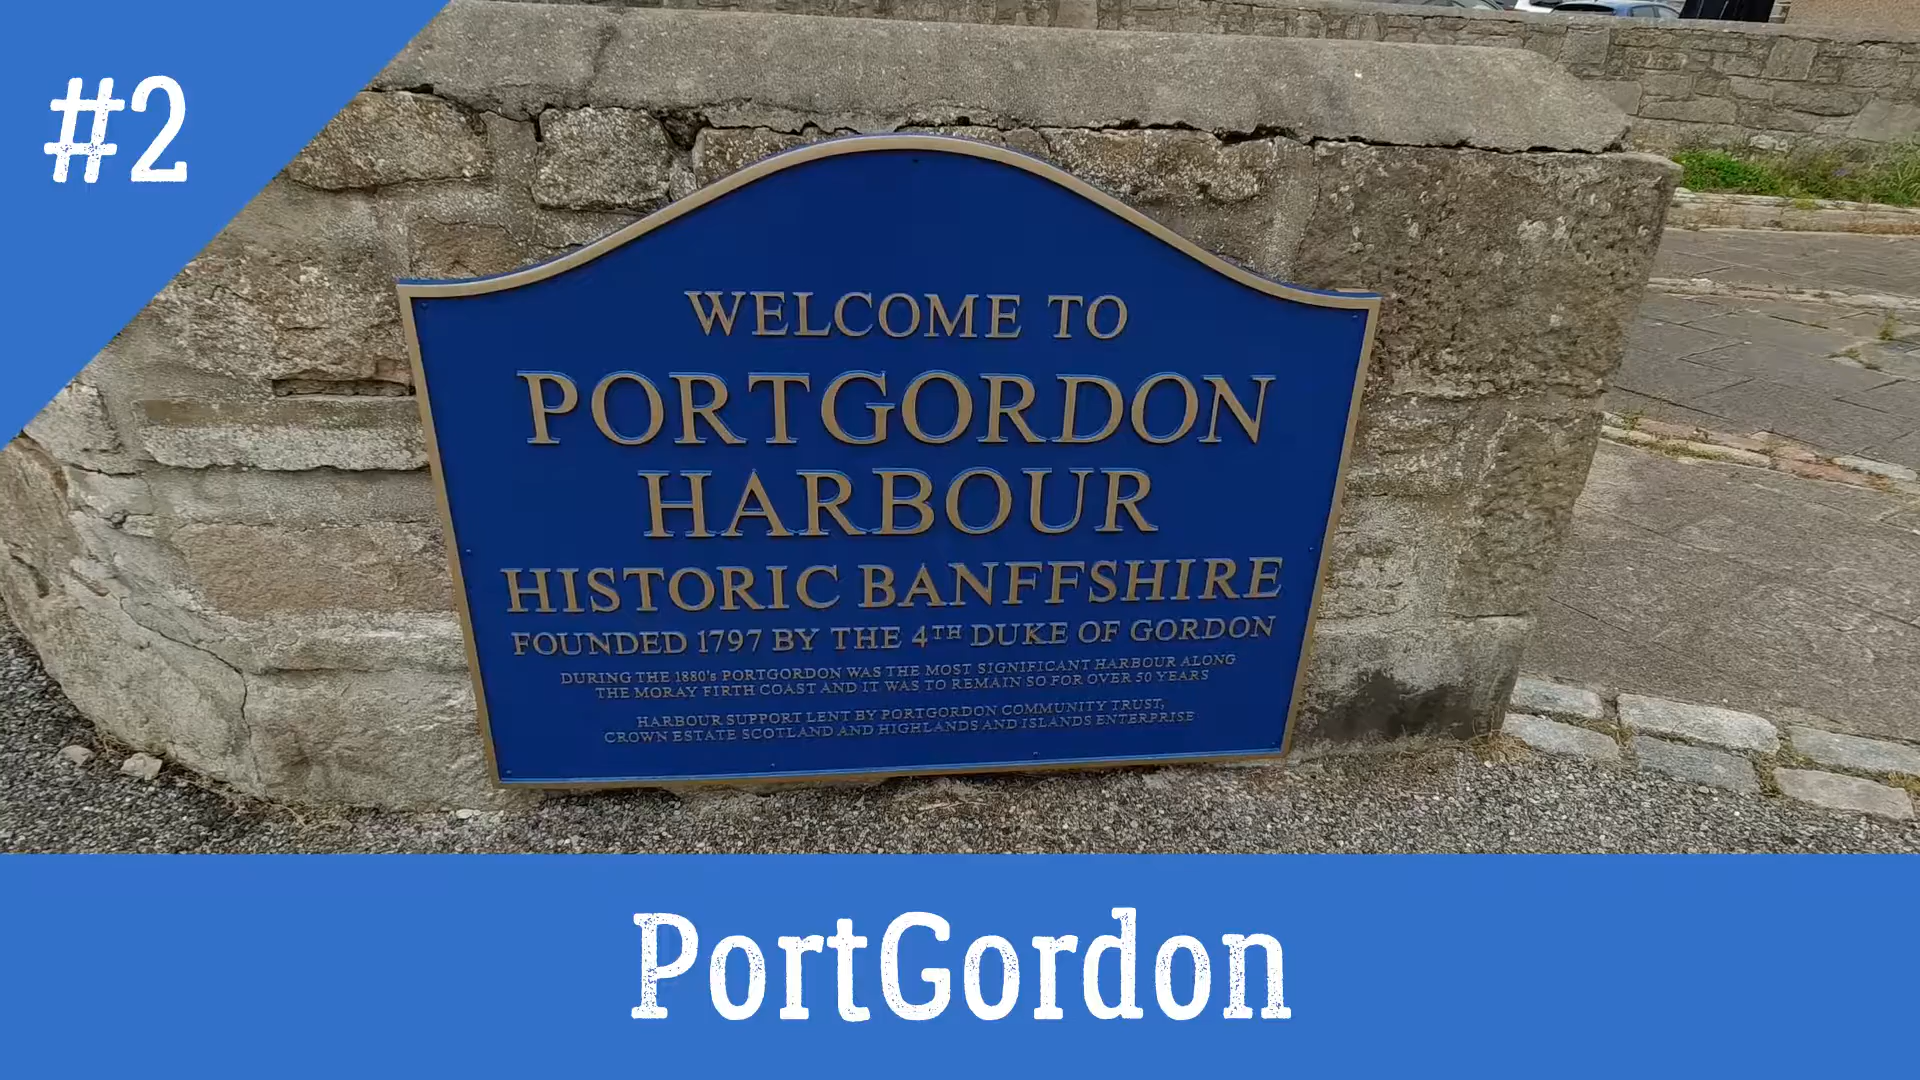 #2
WELCOME TO
PORTGORDON
HARBOUR
HISTORIC BANFFSHIRE
FOUNDED 1797 BY THE 4TH DUKE OF GORDON
DURING THE 1880's PORTGORDON WAS THE MOST SIGNIFICANT HARBOUR ALONG
THE MORAY FIRTH COAST AND IT WAS TO REMAIN SO FOR OVER 50 YEARS
HARBOUR SUPPORT LENT BY PORTGORDON COMMUNITY TRUST,
CROWN ESTATE SCOTLAND AND HIGHLANDS AND ISLANDS ENTERPRISE
PortGordon